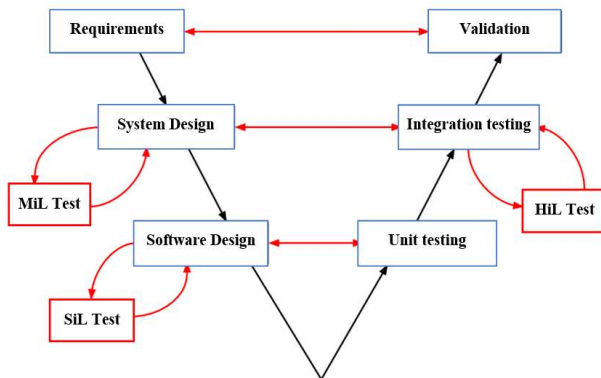 Requirements
Validation
System Design
Integration testing
MiL Test
HiL Test
Software Design
Unit testing
SiL Test